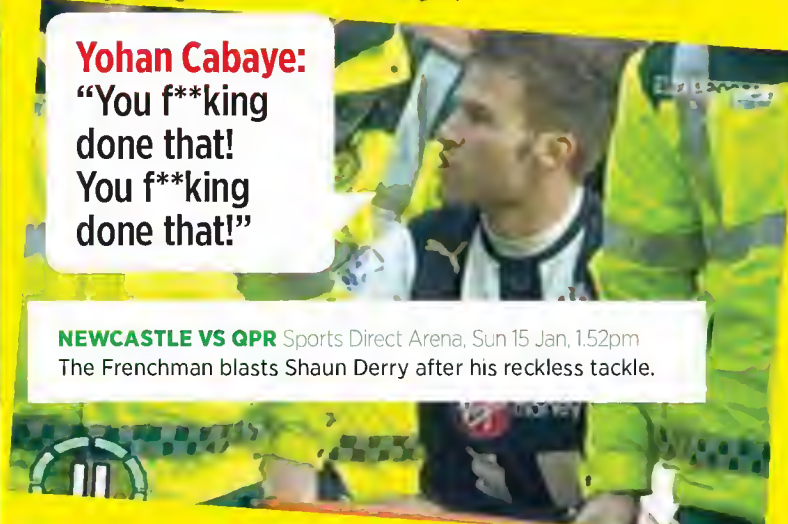 Yohan Cabaye:
“You f**king
done that!
You f**king
done that!”
NEWCASTLE VS QPR Sports Direct Arena, Sun 15 Jan, 1.52pm
The Frenchman blasts Shaun Derry after his reckless tackle.
money